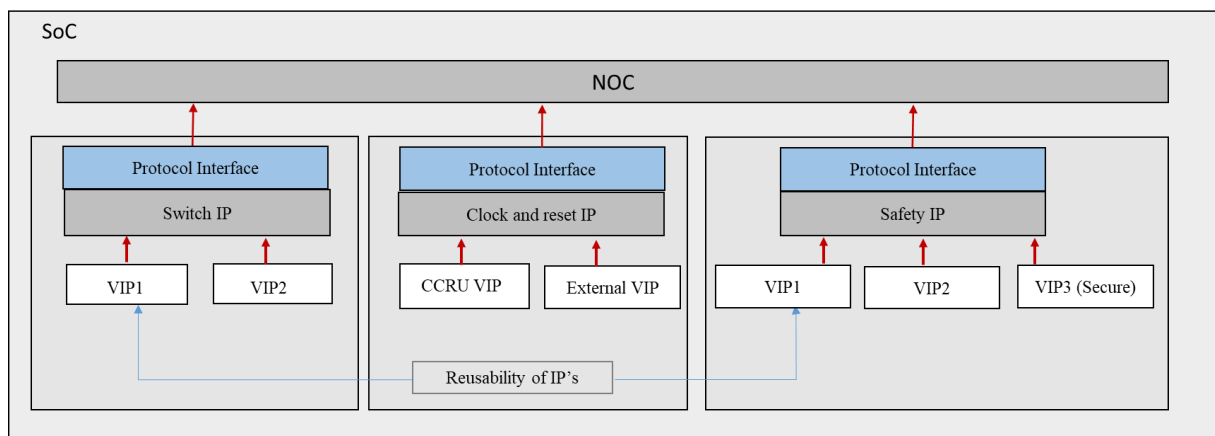 SoC
NOC
Protocol Interface
Switch IP
VIP1
VIP2
Protocol Interface
Clock and reset IP
CCRU VIP
External VIP
Protocol Interface
Safety IP
VIP1
VIP2
VIP3 (Secure)
Reusability of IP’s